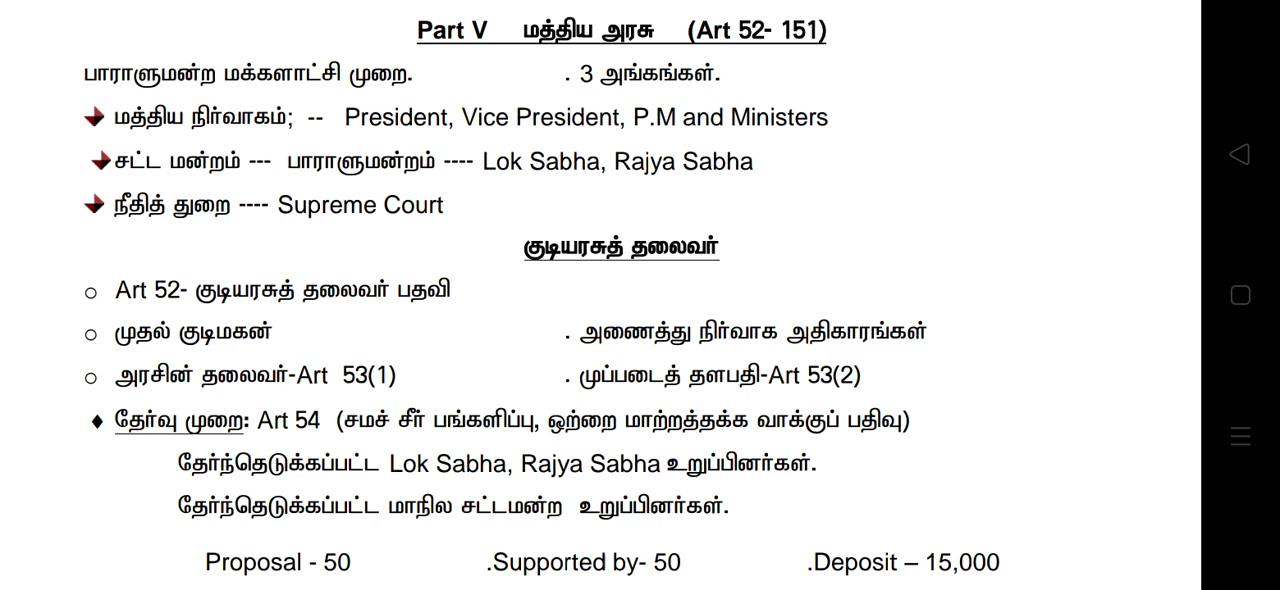 Part V மத்திய அரசு (Art 52- 151)
பாராளுமன்ற மக்களாட்சி முறை. . 3 அங்கங்கள்.
மத்திய நிர்வாகம்; -- President, Vice President, P.M and Ministers
சட்ட மன்றம் --- பாராளுமன்றம் ---- Lok Sabha, Rajya Sabha
நீதித் துறை ---- Supreme Court
குடியரசுத் தலைவர்
o Art 52- குடியரசுத் தலைவர் பதவி
o முதல் குடிமகன் . அணைத்து நிர்வாக அதிகாரங்கள்
o அரசின் தலைவர்-Art 53(1) . முப்படைத் தளபதி-Art 53(2)
♦ தேர்வு முறை: Art 54 (சமச் சீர் பங்களிப்பு, ஒற்றை மாற்றத்தக்க வாக்குப் பதிவு)
தேர்ந்தெடுக்கப்பட்ட Lok Sabha, Rajya Sabha உறுப்பினர்கள்.
தேர்ந்தெடுக்கப்பட்ட மாநில சட்டமன்ற உறுப்பினர்கள்.
Proposal - 50 .Supported by- 50 .Deposit – 15,000